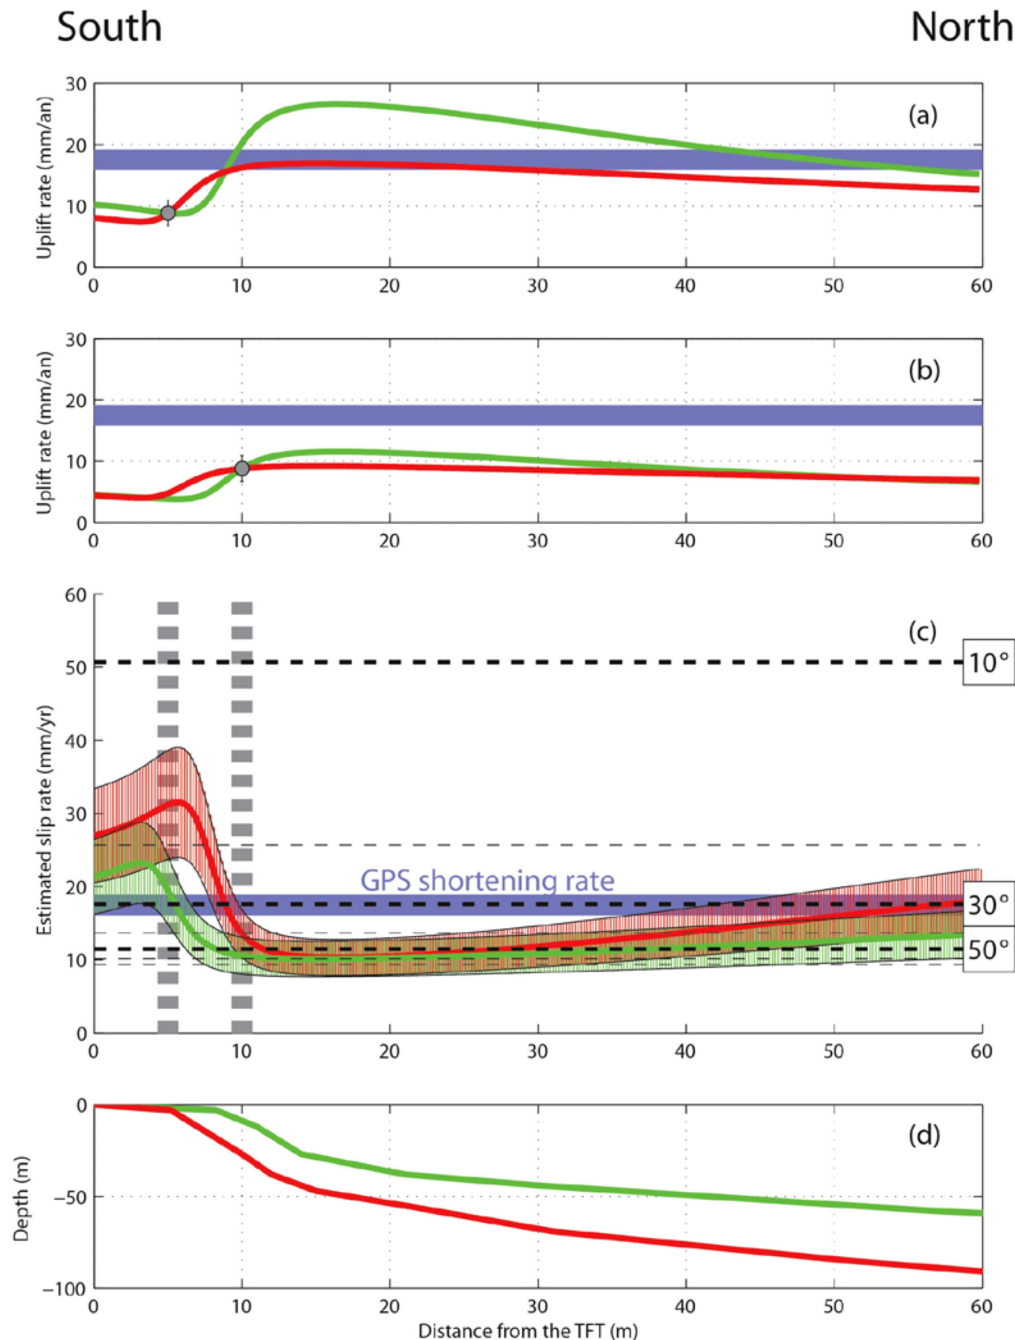 South North
30
20
10
0
Uplift rate (mm/an)
(a)
0 10 20 30 40 50 60
30
20
10
0
Uplift rate (mm/an)
(b)
0 10 20 30 40 50 60
60
50
40
30
20
10
0
Estimated slip rate (mm/yr)
(c)
10°
GPS shortening rate
30°
50°
0 10 20 30 40 50 60
0
−50
−100
Depth (m)
(d)
0 10 20 30 40 50 60
Distance from the TFT (m)